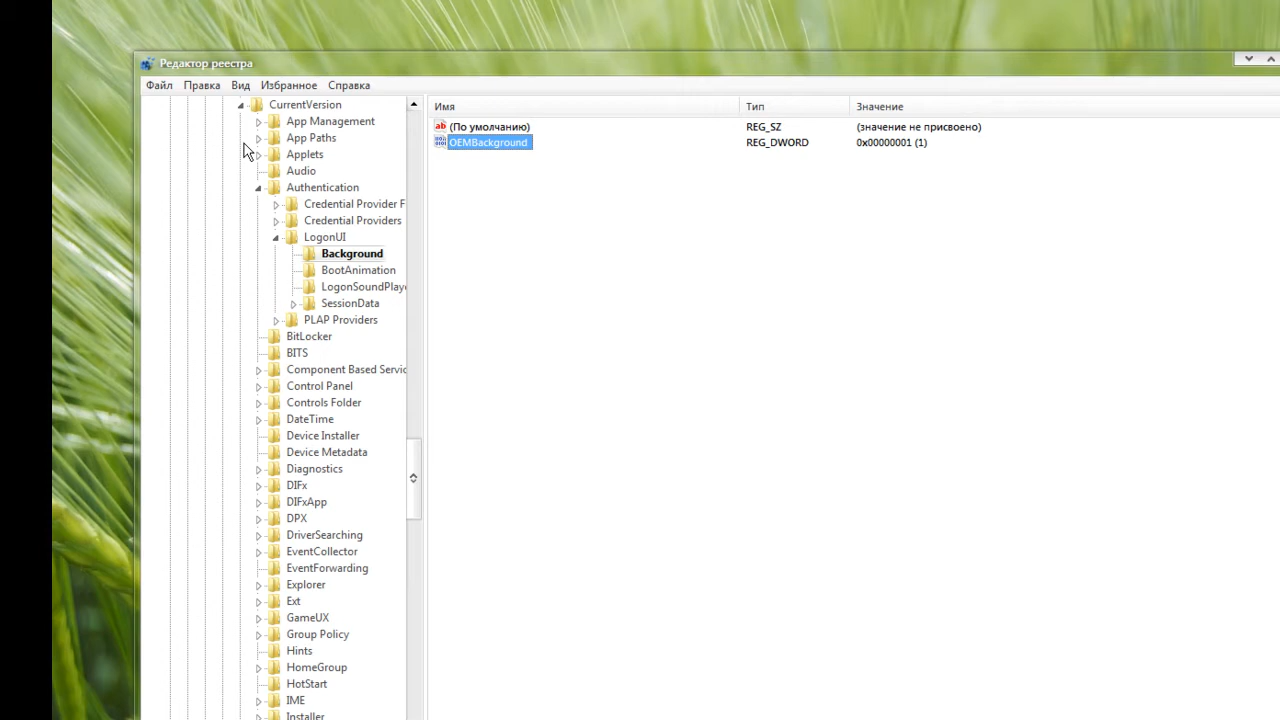 Редактор реестра
Файл Правка Вид Избранное Справка
CurrentVersion
App Management
App Paths
Applets
Audio
Authentication
Credential Provider F
Credential Providers
LogonUI
Background
BootAnimation
LogonSoundPlaye
SessionData
PLAP Providers
BitLocker
BITS
Component Based Servic
Control Panel
Controls Folder
DateTime
Device Installer
Device Metadata
Diagnostics
DIFx
DIFxApp
DPX
DriverSearching
EventCollector
EventForwarding
Explorer
Ext
GameUX
Group Policy
Hints
HomeGroup
HotStart
IME
Installer
Имя Тип Значение
ab (По умолчанию) REG_SZ (значение не присвоено)
OEMBackground REG_DWORD 0x00000001 (1)